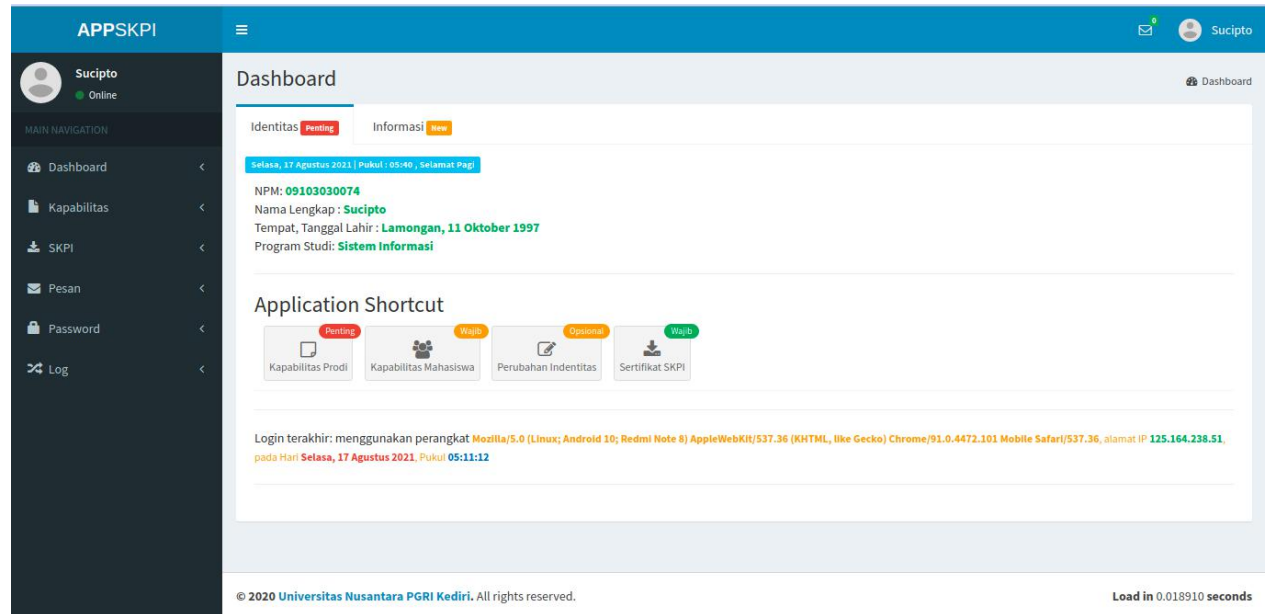 APPSKPI
0
Sucipto
Sucipto
Online
MAIN NAVIGATION
Dashboard
Kapabilitas
SKPI
Pesan
Password
Log
Dashboard
Dashboard
Identitas Penting
Informasi New
Selasa, 17 Agustus 2021 | Pukul : 05:40 , Selamat Pagi
NPM: 09103030074
Nama Lengkap : Sucipto
Tempat, Tanggal Lahir : Lamongan, 11 Oktober 1997
Program Studi: Sistem Informasi
Application Shortcut
Penting
Kapabilitas Prodi
Wajib
Kapabilitas Mahasiswa
Opsional
Perubahan Indentitas
Wajib
Sertifikat SKPI
Login terakhir: menggunakan perangkat Mozilla/5.0 (Linux; Android 10; Redmi Note 8) AppleWebKit/537.36 (KHTML, like Gecko) Chrome/91.0.4472.101 Mobile Safari/537.36, alamat IP 125.164.238.51,
pada Hari Selasa, 17 Agustus 2021, Pukul 05:11:12
© 2020 Universitas Nusantara PGRI Kediri. All rights reserved.
Load in 0.018910 seconds